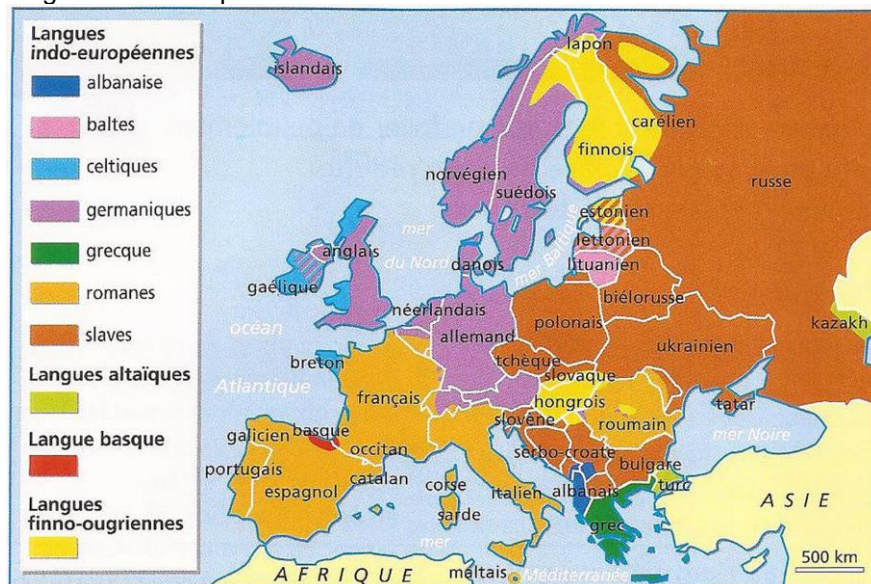 Langues
indo-européennes
albanaise
baltes
celtiques
germaniques
grecque
romanes
slaves
Langues altaïques
Langue basque
Langues
finno-ougriennes
lapon
islandais
carélien
finnois
norvégien
suédois
russe
mer
du Nord
mer Baltique
estonien
lettonien
lituanien
danois
anglais
gaélique
biélorusse
néerlandais
allemand
polonais
océan
Atlantique
kazakh
ukrainien
tchèque
slovaque
breton
français
hongrois
roumain
tatar
mer Noire
slovène
serbo-croate
bulgare
galicien
basque
occitan
portugais
espagnol
catalan
corse
sarde
italien
albanais
turc
grec
ASIE
mer
Méditerranée
maltais
AFRIQUE
500 km